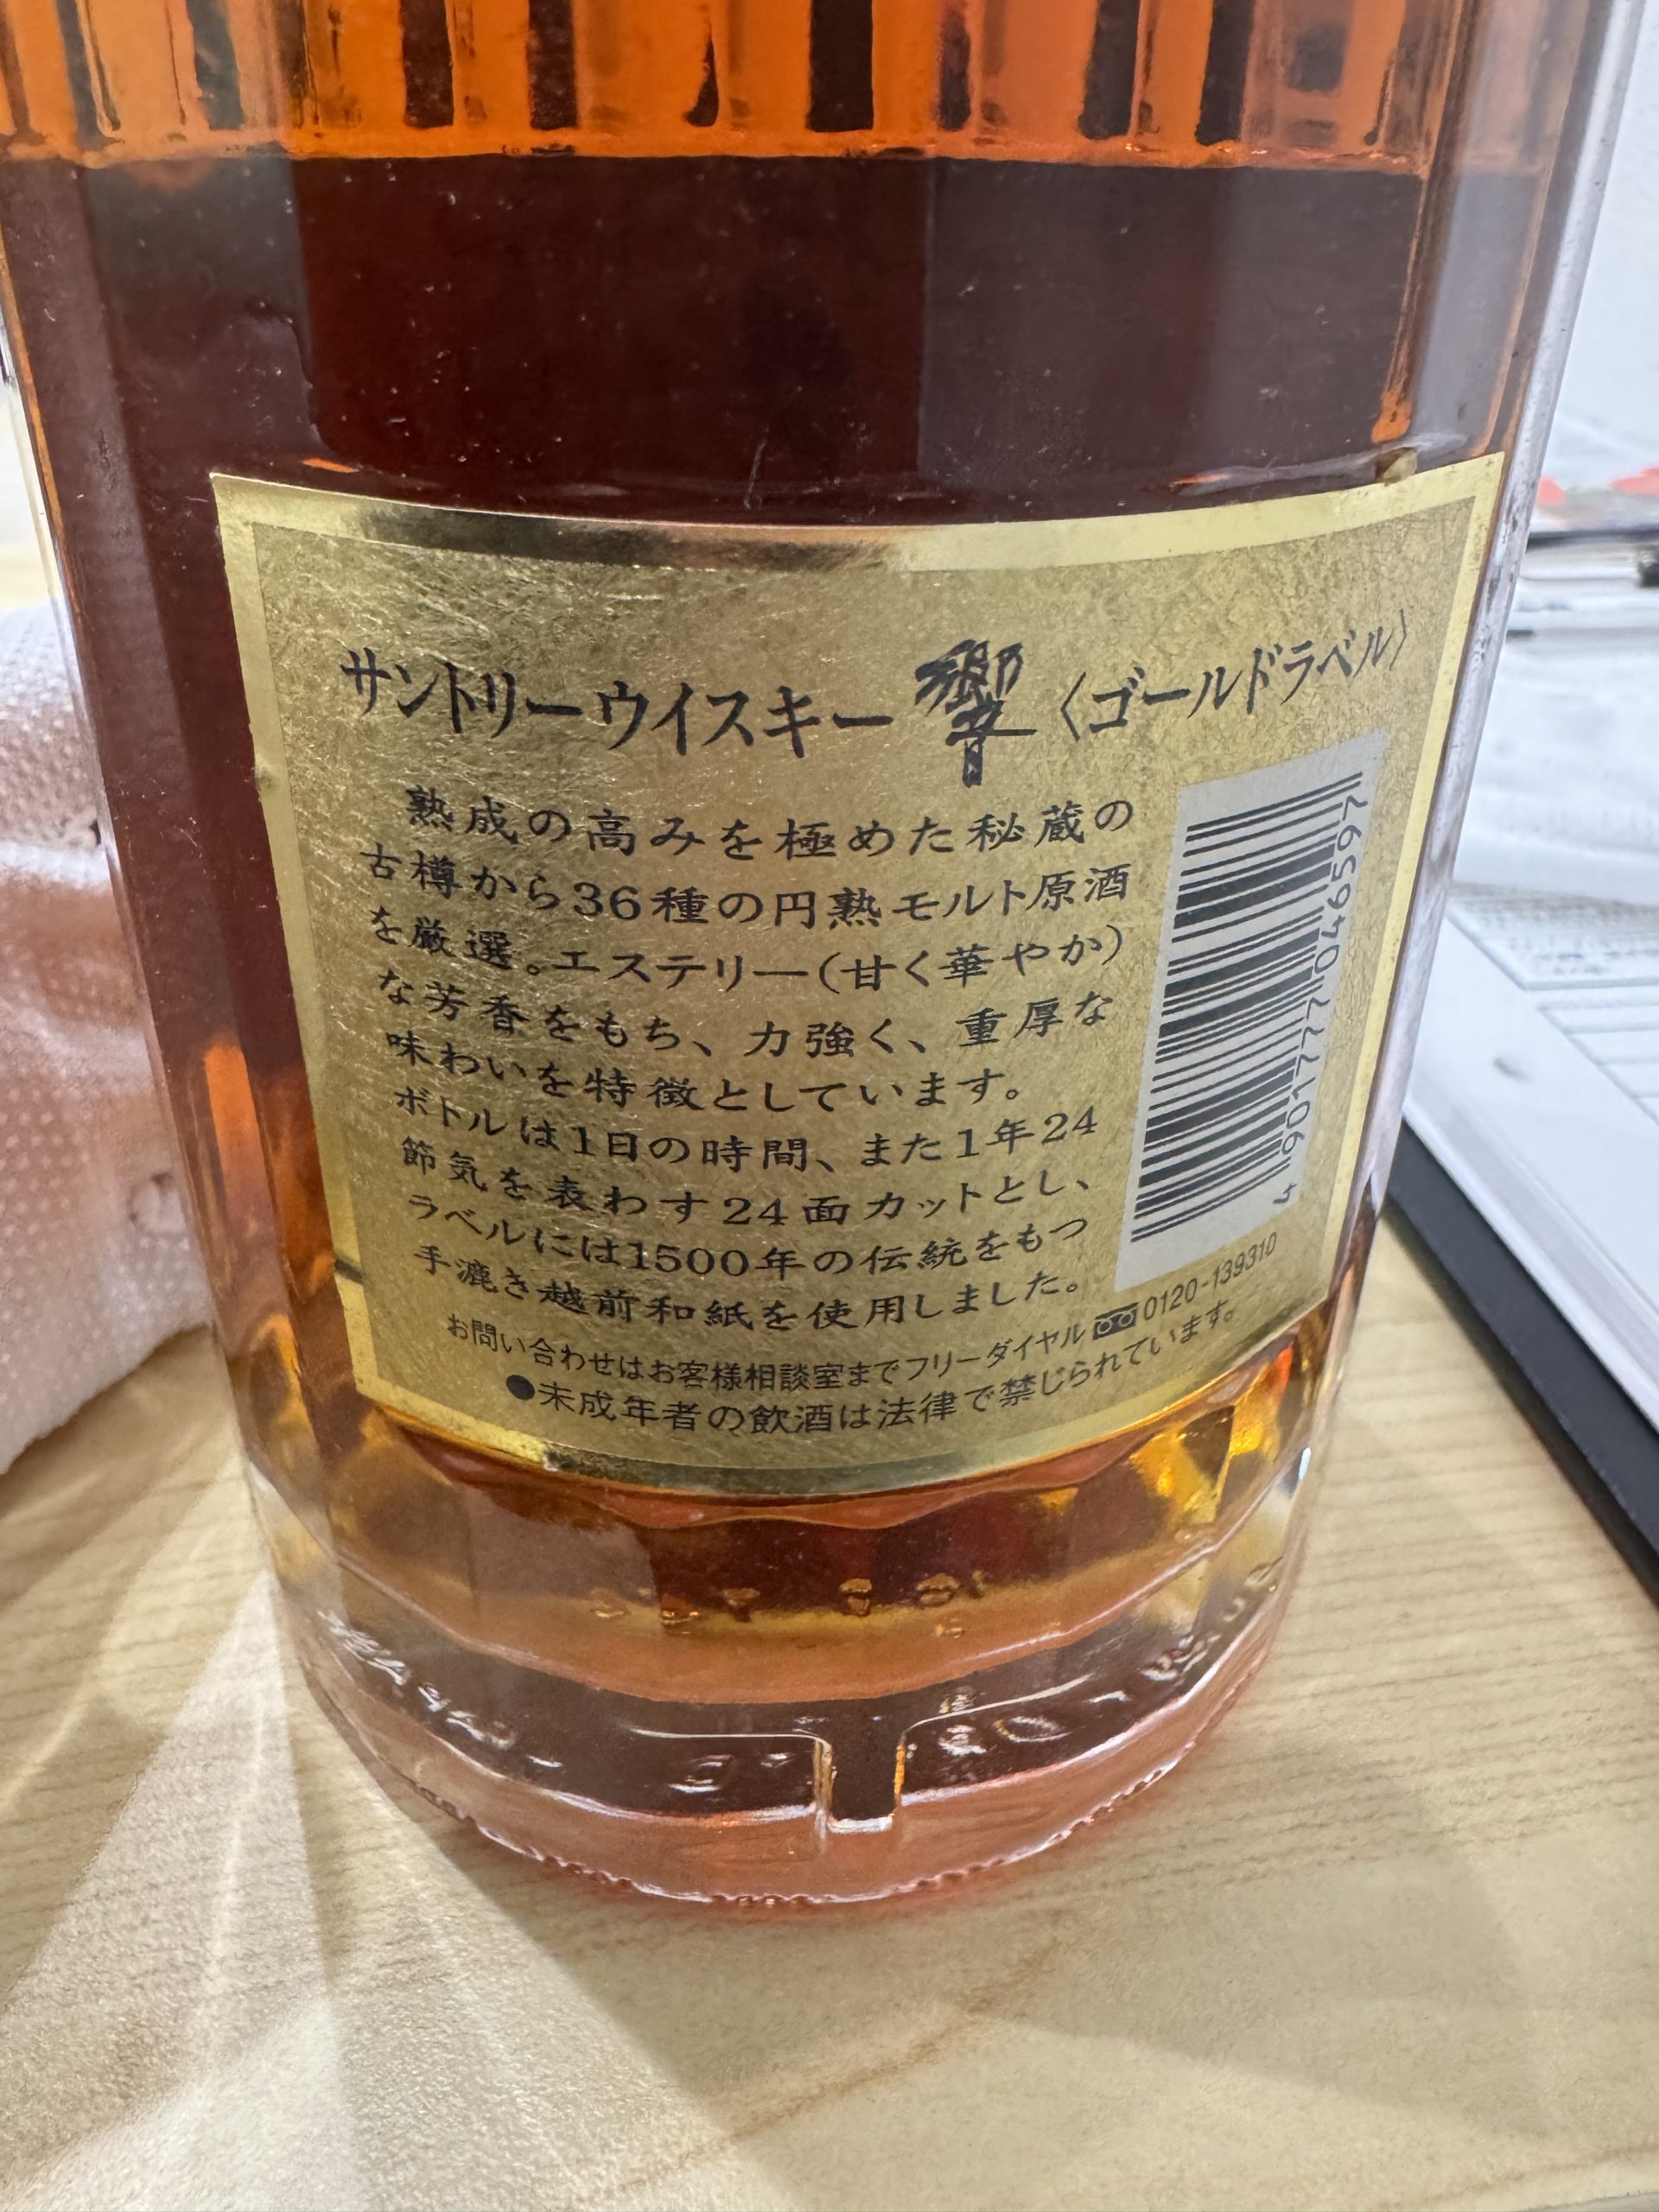 サントリーウイスキー 響〈ゴールドラベル〉
熟成の高みを極めた秘蔵の
古樽から36種の円熟モルト原酒
を厳選。エステリー(甘く華やか)
な芳香をもち、力強く、重厚な
味わいを特徴としています。
ボトルは1日の時間、また1年24
節気を表わす24面カットとし、
ラベルには1500年の伝統をもつ
手漉き越前和紙を使用しました。
4 901777 046597
お問い合わせはお客様相談室までフリーダイヤル 0120-139310
●未成年者の飲酒は法律で禁じられています。